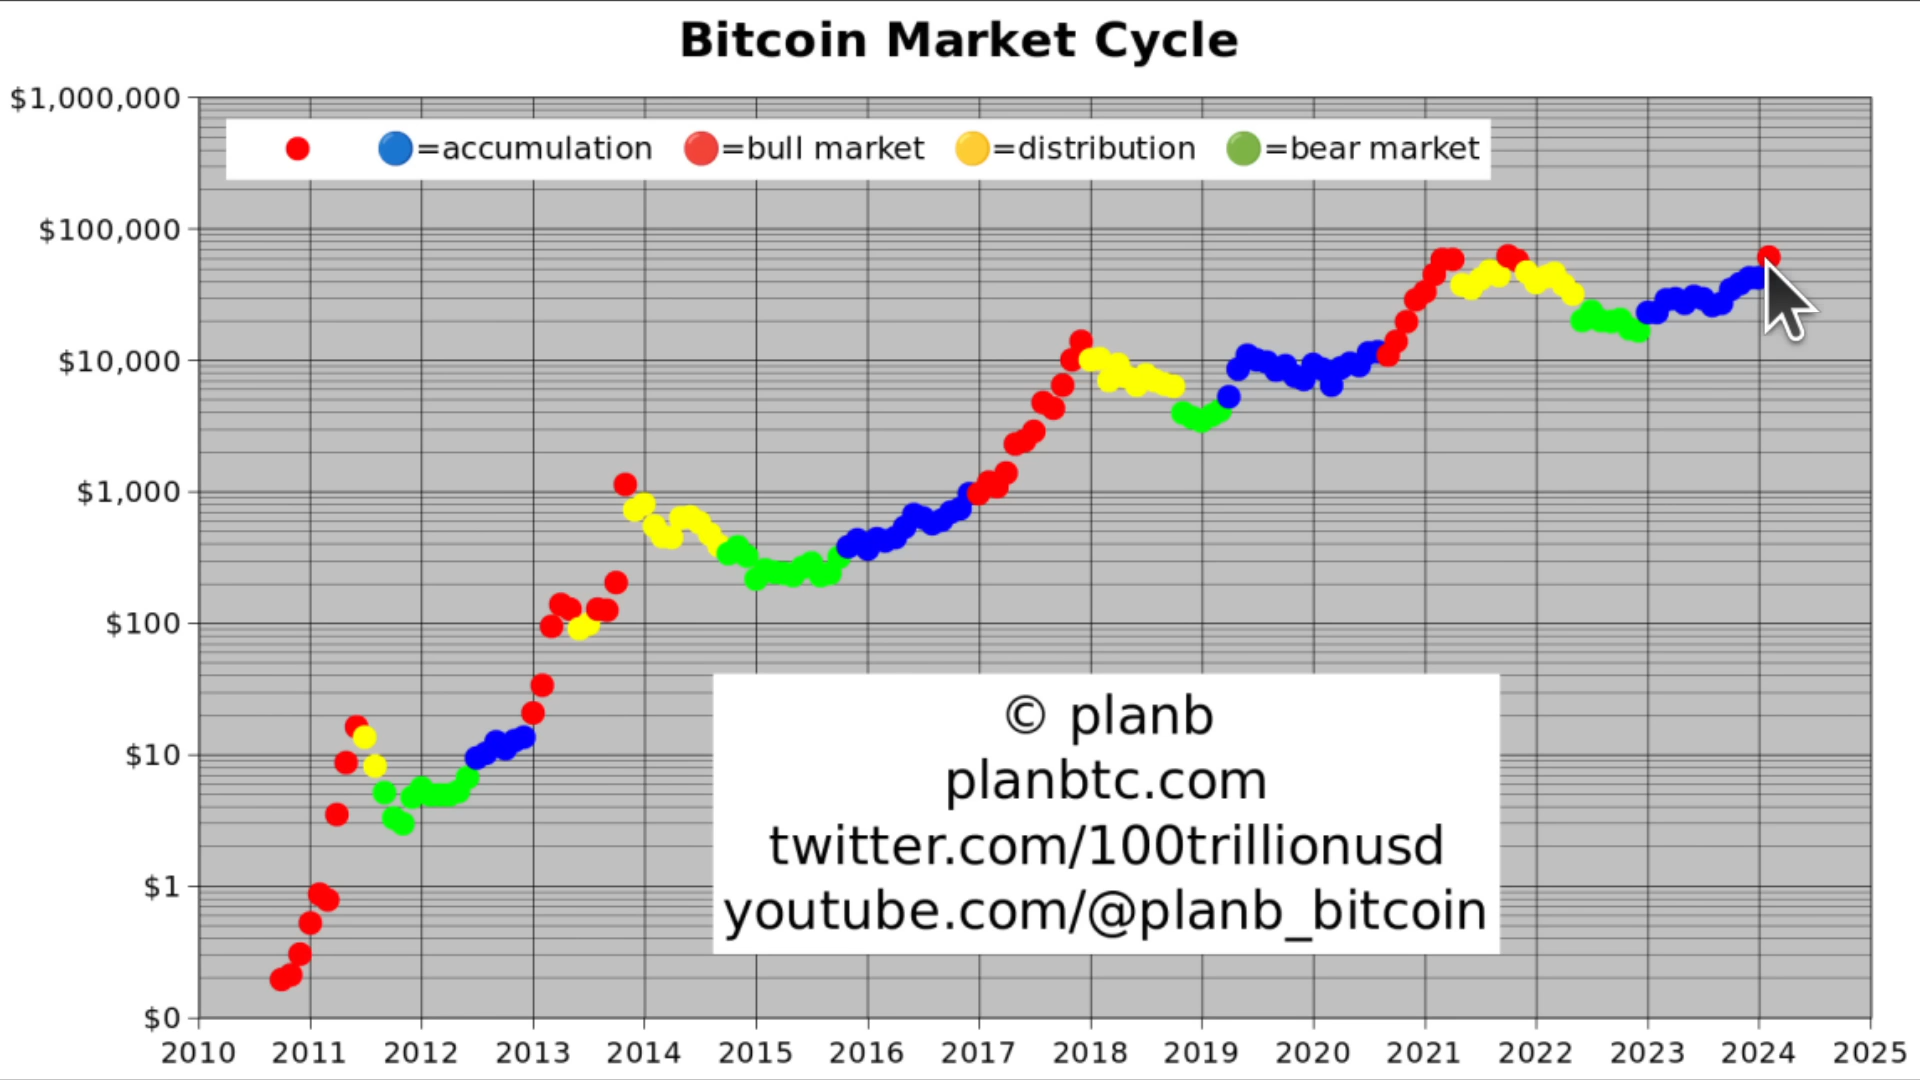 Bitcoin Market Cycle
$1,000,000
=accumulation =bull market =distribution =bear market
$100,000
$10,000
$1,000
$100
© planb
planbtc.com
$10
twitter.com/100trillionusd
$1
youtube.com/@planb_bitcoin
$0
2010 2011 2012 2013 2014 2015 2016 2017 2018 2019 2020 2021 2022 2023 2024 2025